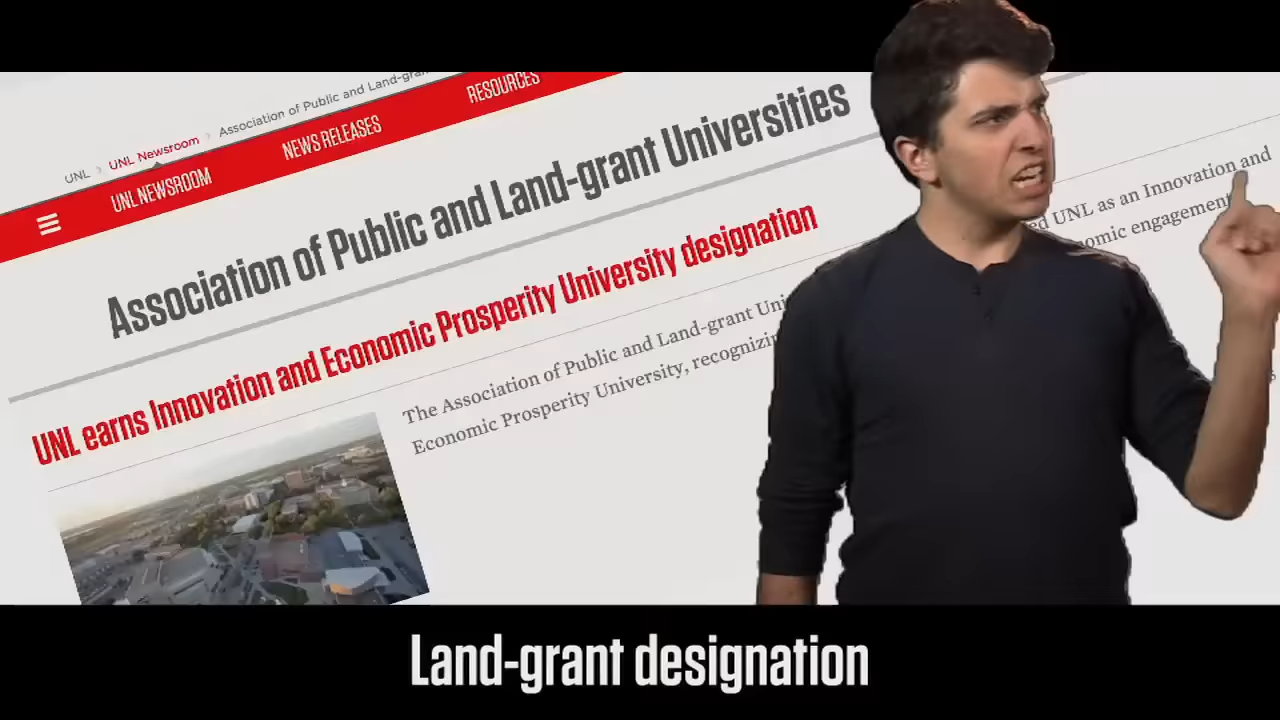 UNL > UNL Newsroom > Association of Public and Land-gran
UNL NEWSROOM NEWS RELEASES RESOURCES
Association of Public and Land-grant Universities
UNL earns Innovation and Economic Prosperity University designation
The Association of Public and Land-grant Uni ed UNL as an Innovation and
Economic Prosperity University, recognizin omic engagement
Land-grant designation